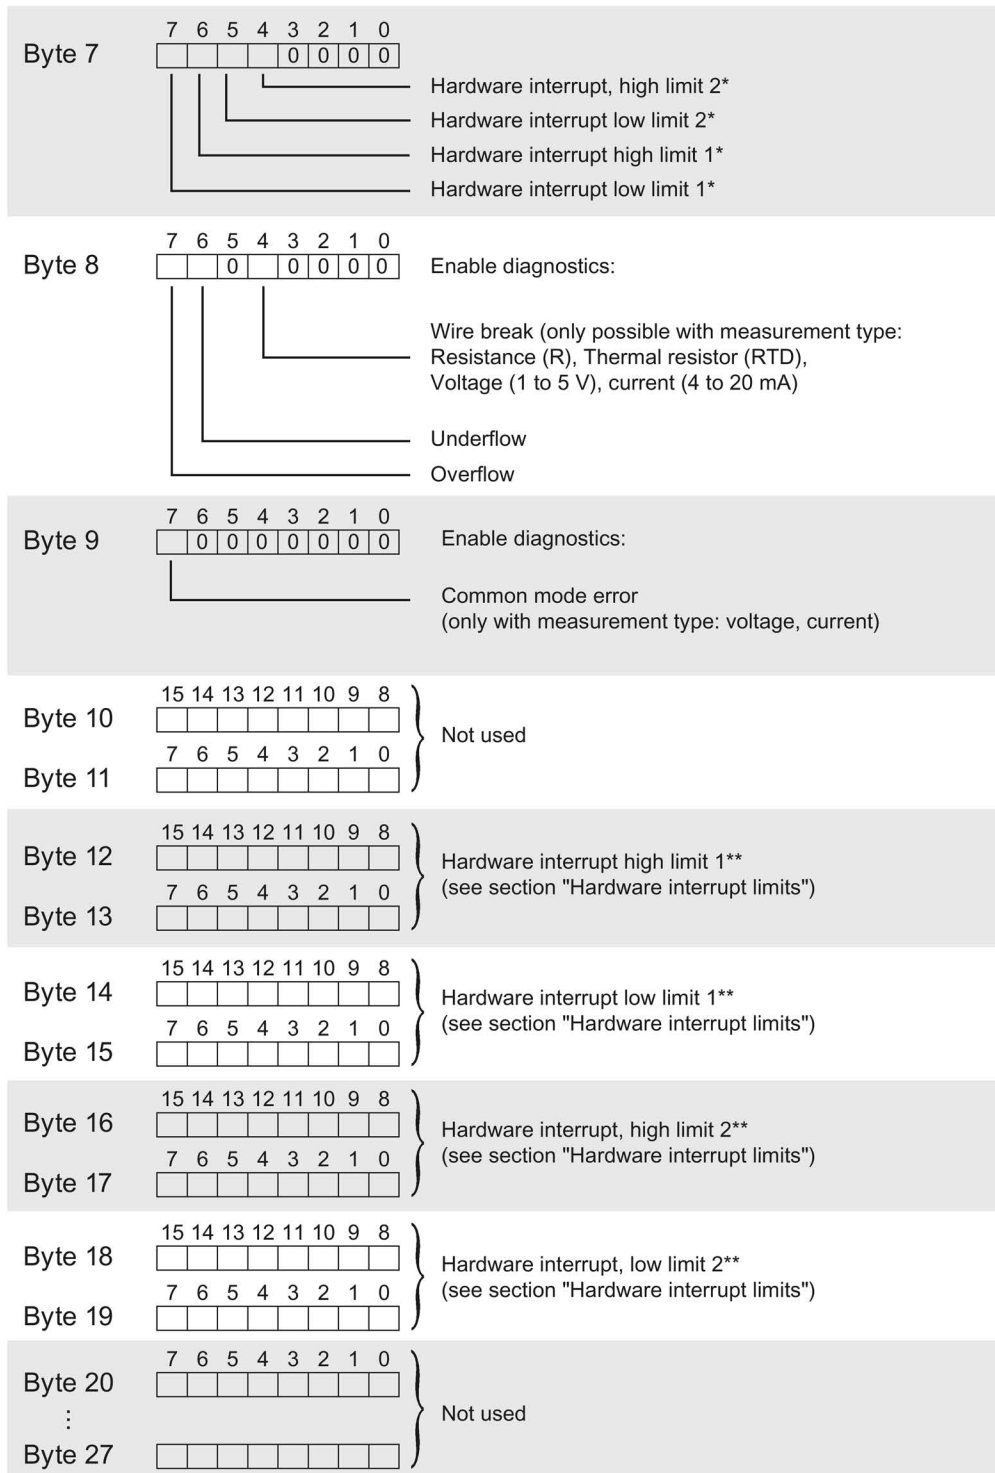 7 6 5 4 3 2 1 0
Byte 7 0 0 0 0
Hardware interrupt, high limit 2*
Hardware interrupt low limit 2*
Hardware interrupt high limit 1*
Hardware interrupt low limit 1*
7 6 5 4 3 2 1 0
Byte 8 0 0 0 0 0 Enable diagnostics:
Wire break (only possible with measurement type:
Resistance (R), Thermal resistor (RTD),
Voltage (1 to 5 V), current (4 to 20 mA)
Underflow
Overflow
7 6 5 4 3 2 1 0
Byte 9 0 0 0 0 0 0 0 Enable diagnostics:
Common mode error
(only with measurement type: voltage, current)
15 14 13 12 11 10 9 8
Byte 10
Not used
7 6 5 4 3 2 1 0
Byte 11
15 14 13 12 11 10 9 8
Byte 12
Hardware interrupt high limit 1**
(see section "Hardware interrupt limits")
7 6 5 4 3 2 1 0
Byte 13
15 14 13 12 11 10 9 8
Byte 14
Hardware interrupt low limit 1**
(see section "Hardware interrupt limits")
7 6 5 4 3 2 1 0
Byte 15
15 14 13 12 11 10 9 8
Byte 16
Hardware interrupt, high limit 2**
(see section "Hardware interrupt limits")
7 6 5 4 3 2 1 0
Byte 17
15 14 13 12 11 10 9 8
Byte 18
Hardware interrupt, low limit 2**
(see section "Hardware interrupt limits")
7 6 5 4 3 2 1 0
Byte 19
7 6 5 4 3 2 1 0
Byte 20
⋮
Not used
Byte 27